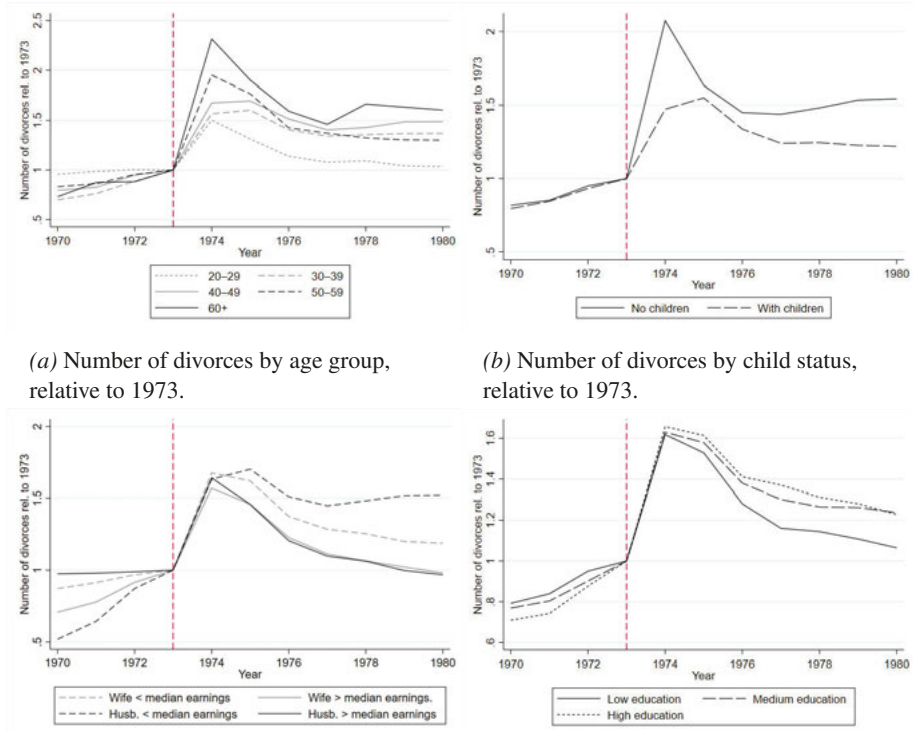 Number of divorces rel. to 1973
.5 1 1.5 2 2.5
1970 1972 1974 1976 1978 1980
Year
20–29 30–39
40–49 50–59
60+
Number of divorces rel. to 1973
.5 1 1.5 2
1970 1972 1974 1976 1978 1980
Year
No children With children
(a) Number of divorces by age group,
relative to 1973.
(b) Number of divorces by child status,
relative to 1973.
Number of divorces rel. to 1973
.5 1 1.5 2
1970 1972 1974 1976 1978 1980
Year
Wife < median earnings Wife > median earnings.
Husb. < median earnings Husb. > median earnings
Number of divorces rel. to 1973
.6 .8 1 1.2 1.4 1.6
1970 1972 1974 1976 1978 1980
Year
Low education Medium education
High education